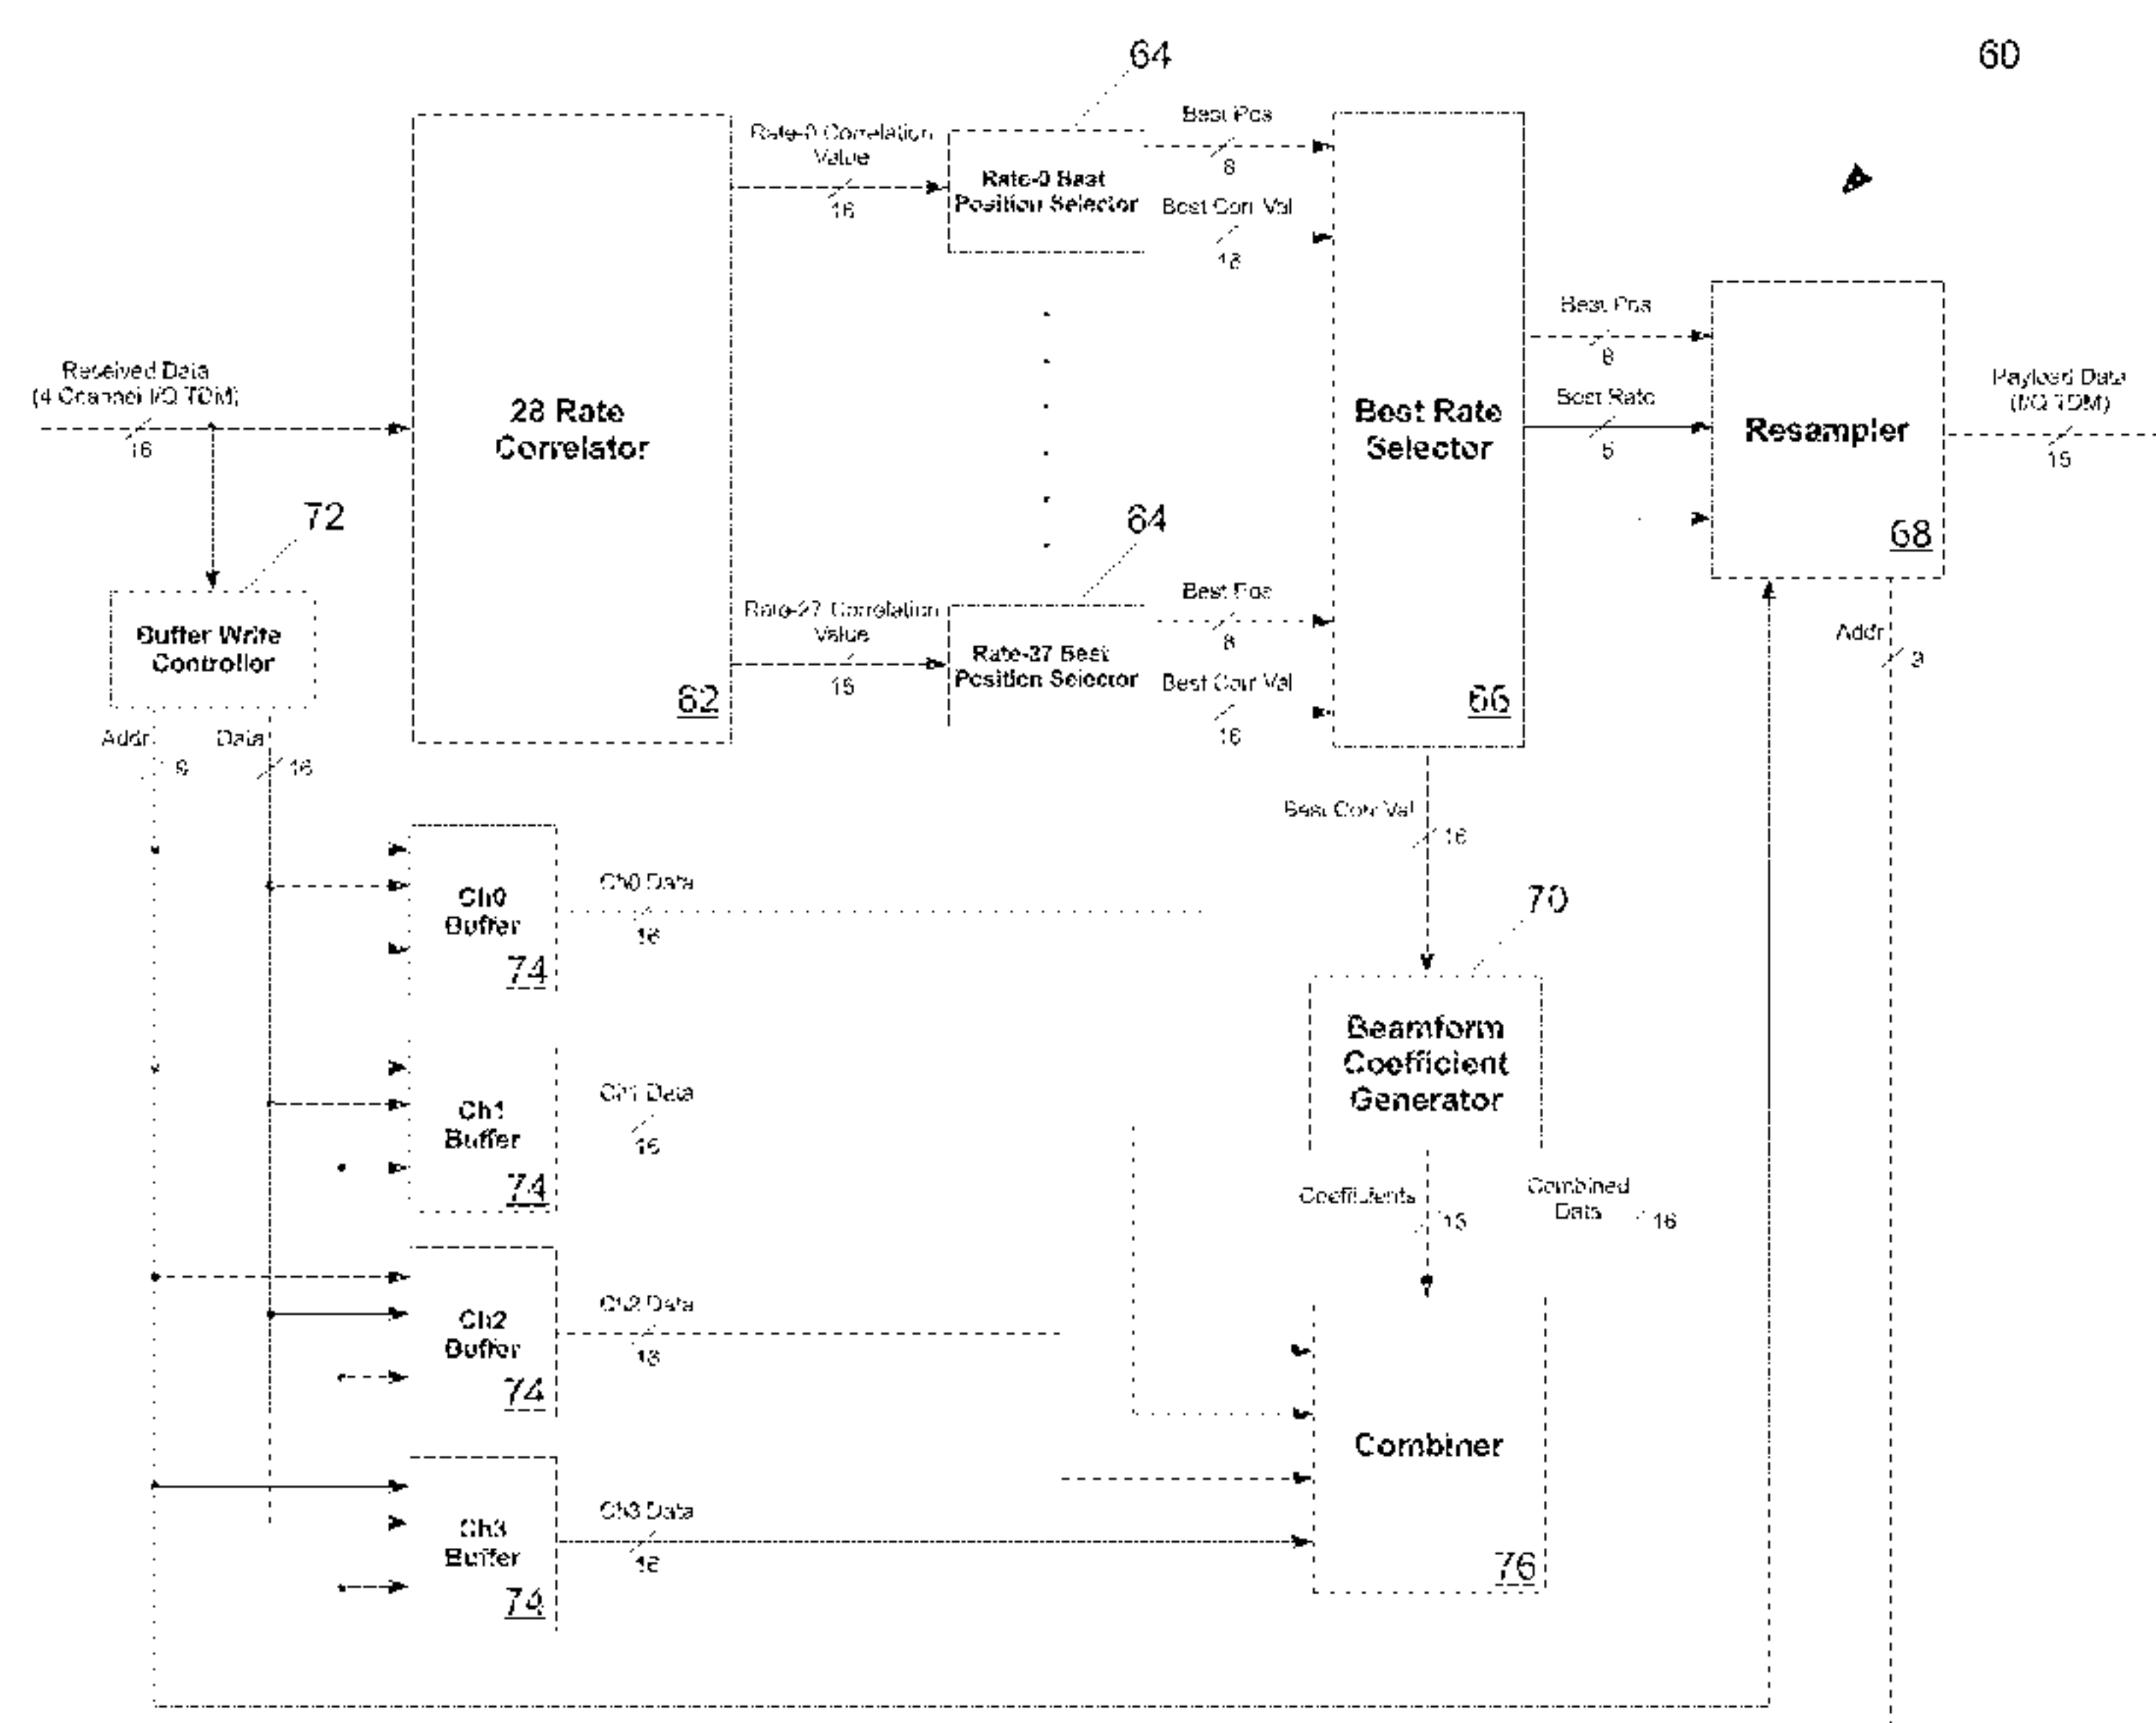 64
60
Best Pos
8
Rate-0 Correlation
Value
16
Rate-0 Best
Position Selector
Best Corr Val
16
Best Pos
8
Received Data
(4 Channel I/Q TDM)
16
28 Rate
Correlator
62
Best Rate
Selector
66
Best Rate
5
Resampler
68
Payload Data
(I/Q TDM)
16
72
Buffer Write
Controller
64
Rate-27 Correlation
Value
16
Rate-27 Best
Position Selector
Best Pos
8
Best Corr Val
16
Addr
9
Addr
9
Data
16
Best Corr Val
16
Ch0
Buffer
74
Ch0 Data
16
70
Beamform
Coefficient
Generator
Ch1
Buffer
74
Ch1 Data
16
Coefficients
16
Combined
Data
16
Ch2
Buffer
74
Ch2 Data
16
Combiner
76
Ch3
Buffer
74
Ch3 Data
16